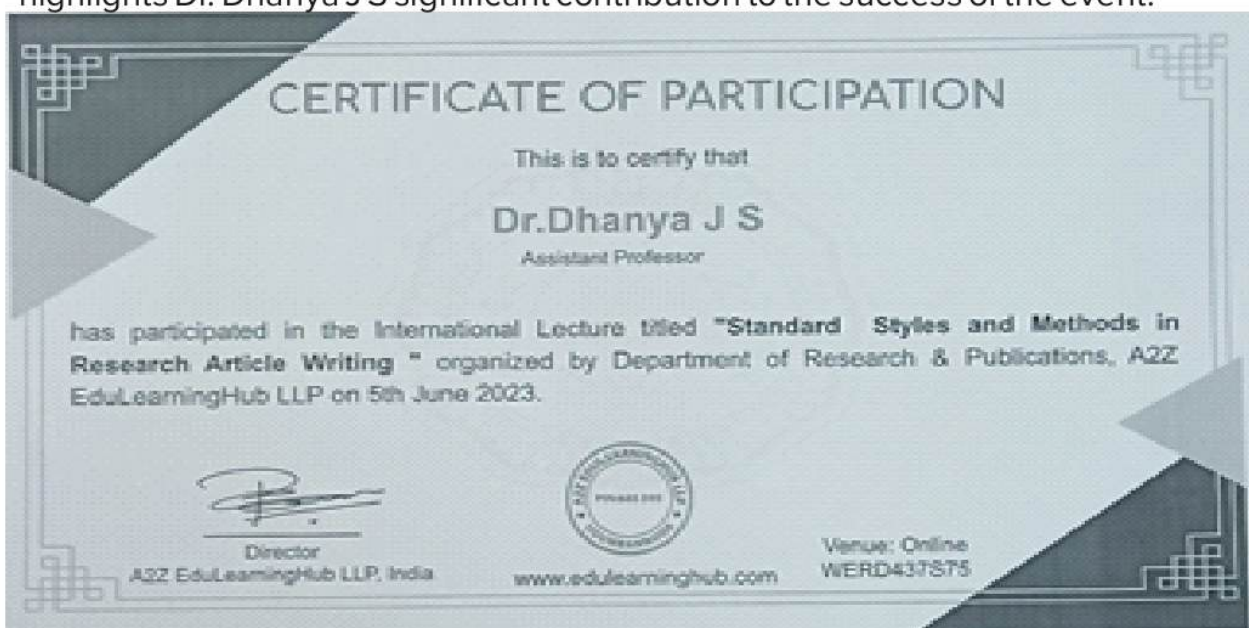 highlights Dr. Dhanya J S significant contribution to the success of the event.
CERTIFICATE OF PARTICIPATION
This is to certify that
Dr.Dhanya J S
Assistant Professor
has participated in the International Lecture titled "Standard Styles and Methods in
Research Article Writing " organized by Department of Research & Publications, A2Z
EduLearningHub LLP on 5th June 2023.
Director
A2Z EduLearningHub LLP, India
www.edulearninghub.com
Venue: Online
WERD437S75